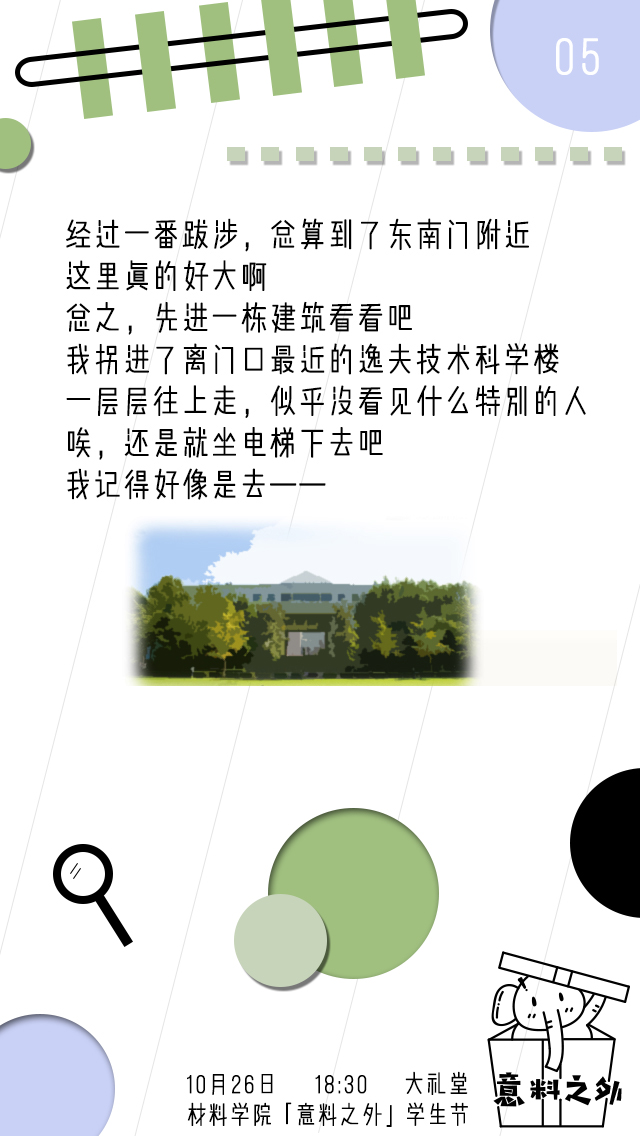 05
经过一番跋涉，总算到了东南门附近
这里真的好大啊
总之，先进一栋建筑看看吧
我拐进了离门口最近的逸夫技术科学楼
一层层往上走，似乎没看见什么特别的人
唉，还是就坐电梯下去吧
我记得好像是去——
意料之外
10月26日 18:30 大礼堂
材料学院「意料之外」学生节